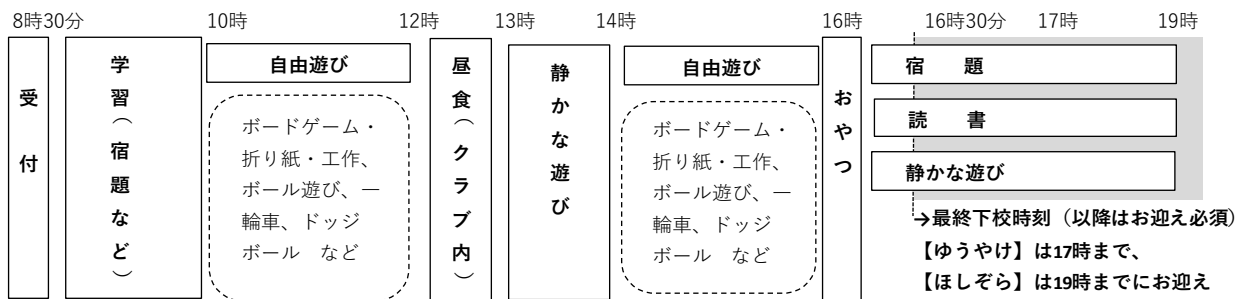 8時30分 10時 12時 13時 14時 16時 16時30分 17時 19時
受付
学習(宿題など)
自由遊び
ボードゲーム・
折り紙・工作、
ボール遊び、一
輪車、ドッジ
ボール　など
昼食(クラブ内)
静かな遊び
自由遊び
ボードゲーム・
折り紙・工作、
ボール遊び、一
輪車、ドッジ
ボール　など
おやつ
宿　題
読　書
静かな遊び
→最終下校時刻（以降はお迎え必須）
【ゆうやけ】は17時まで、
【ほしぞら】は19時までにお迎え